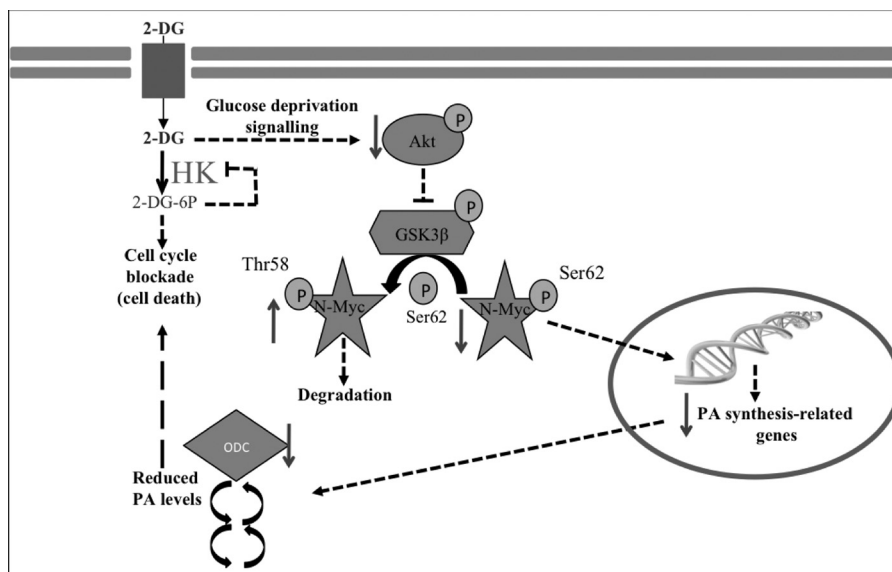 2-DG
2-DG
Glucose deprivation
signalling
P
Akt
HK
2-DG-6P
P
GSK3β
Cell cycle
blockade
(cell death)
Thr58
P
N-Myc
P
Ser62
Ser62
P
N-Myc
Degradation
PA synthesis-related
genes
ODC
Reduced
PA levels